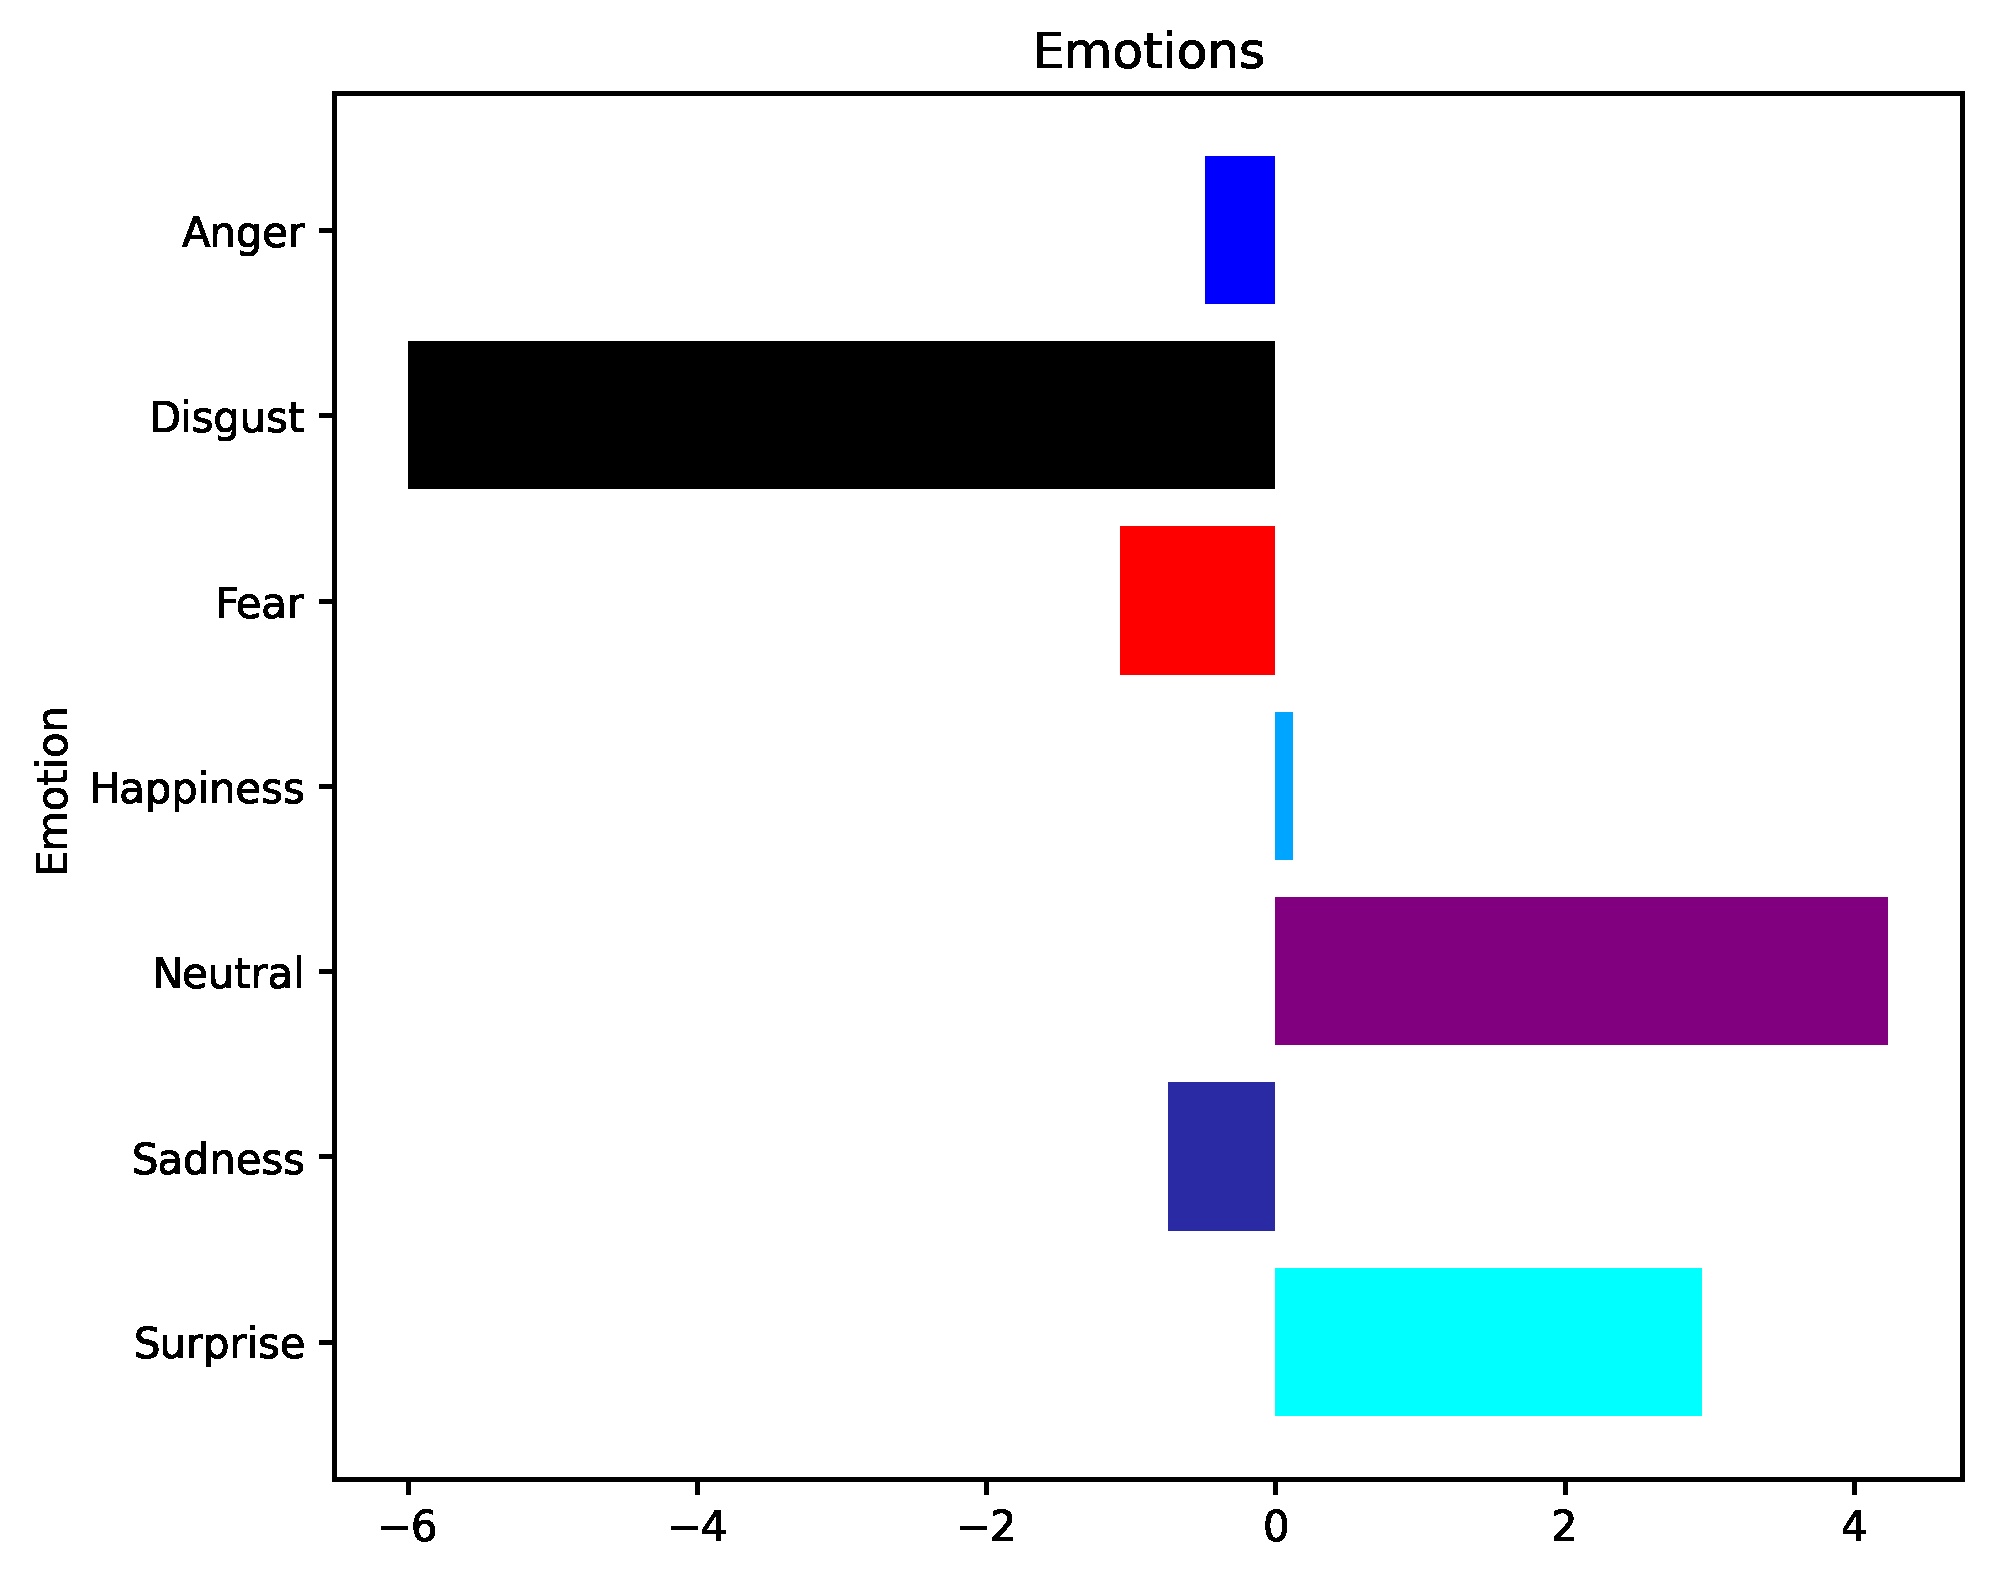 Emotions
Emotion
Anger
Disgust
Fear
Happiness
Neutral
Sadness
Surprise
−6 −4 −2 0 2 4